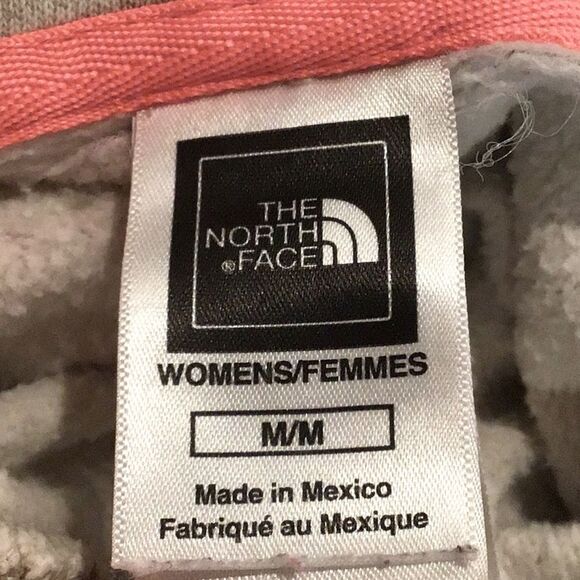 THE
NORTH
®FACE
WOMENS/FEMMES
M/M
Made in Mexico
Fabriqué au Mexique